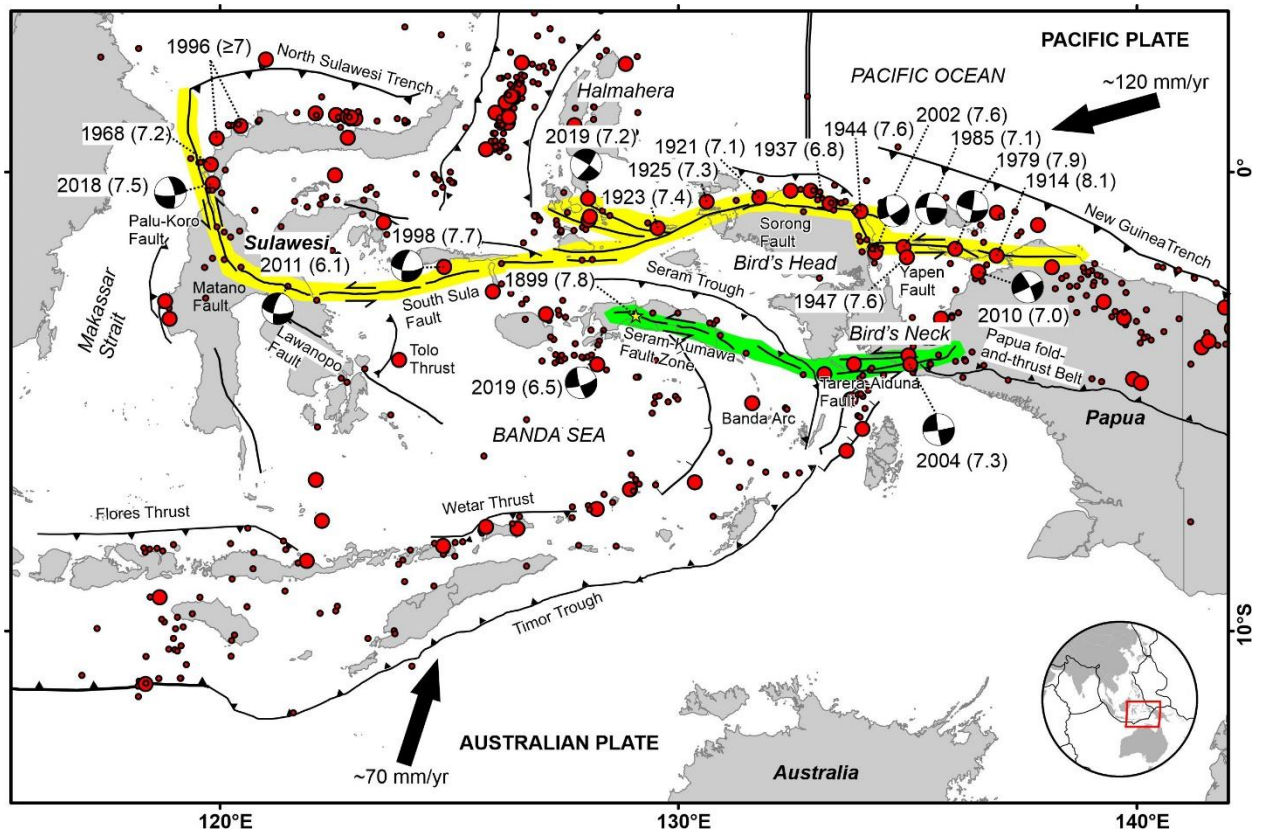 PACIFIC PLATE
1996 (≥7)
North Sulawesi Trench
Halmahera
PACIFIC OCEAN
~120 mm/yr
2002 (7.6)
1968 (7.2)
2019 (7.2)
1921 (7.1)
1937 (6.8)
1944 (7.6)
1985 (7.1)
1925 (7.3)
1979 (7.9)
0°
2018 (7.5)
1923 (7.4)
1914 (8.1)
Palu-Koro
Fault
Sulawesi
1998 (7.7)
Sorong
Fault
New Guinea Trench
2011 (6.1)
Bird's Head
Seram Trough
Yapen
Fault
Makassar
Strait
Matano
Fault
South Sula
Fault
1899 (7.8)
1947 (7.6)
2010 (7.0)
Lawanopo
Fault
Tolo
Thrust
Seram-Kumawa
Fault Zone
Bird's Neck
Papua fold-
and-thrust Belt
2019 (6.5)
Tarera-Aiduna
Fault
Banda Arc
Papua
BANDA SEA
2004 (7.3)
Flores Thrust
Wetar Thrust
Timor Trough
10°S
AUSTRALIAN PLATE
~70 mm/yr
Australia
120°E
130°E
140°E